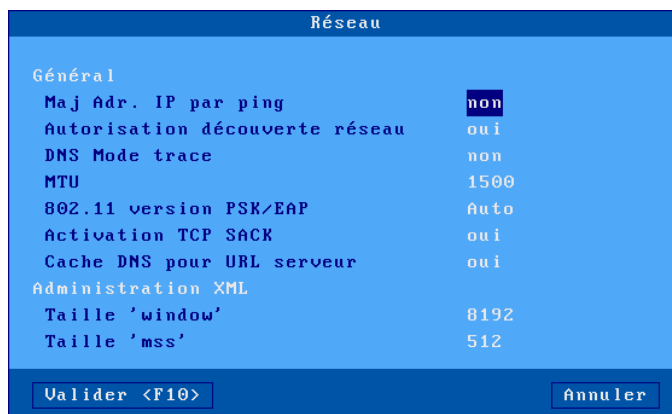 Réseau
Général
Maj Adr. IP par ping non
Autorisation découverte réseau oui
DNS Mode trace non
MTU 1500
802.11 version PSK/EAP Auto
Activation TCP SACK oui
Cache DNS pour URL serveur oui
Administration XML
Taille 'window' 8192
Taille 'mss' 512
Valider <F10> Annuler